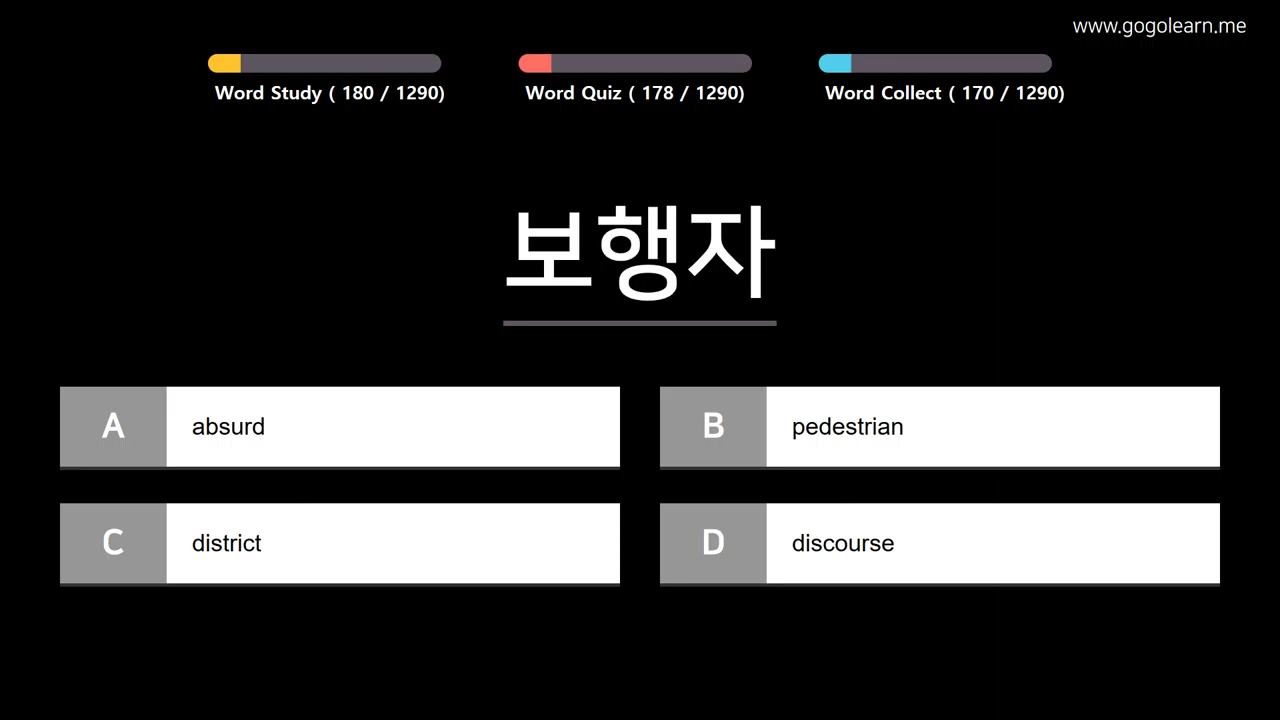 www.gogolearn.me
Word Study ( 180 / 1290)
Word Quiz ( 178 / 1290)
Word Collect ( 170 / 1290)
보행자
A absurd
B pedestrian
C district
D discourse